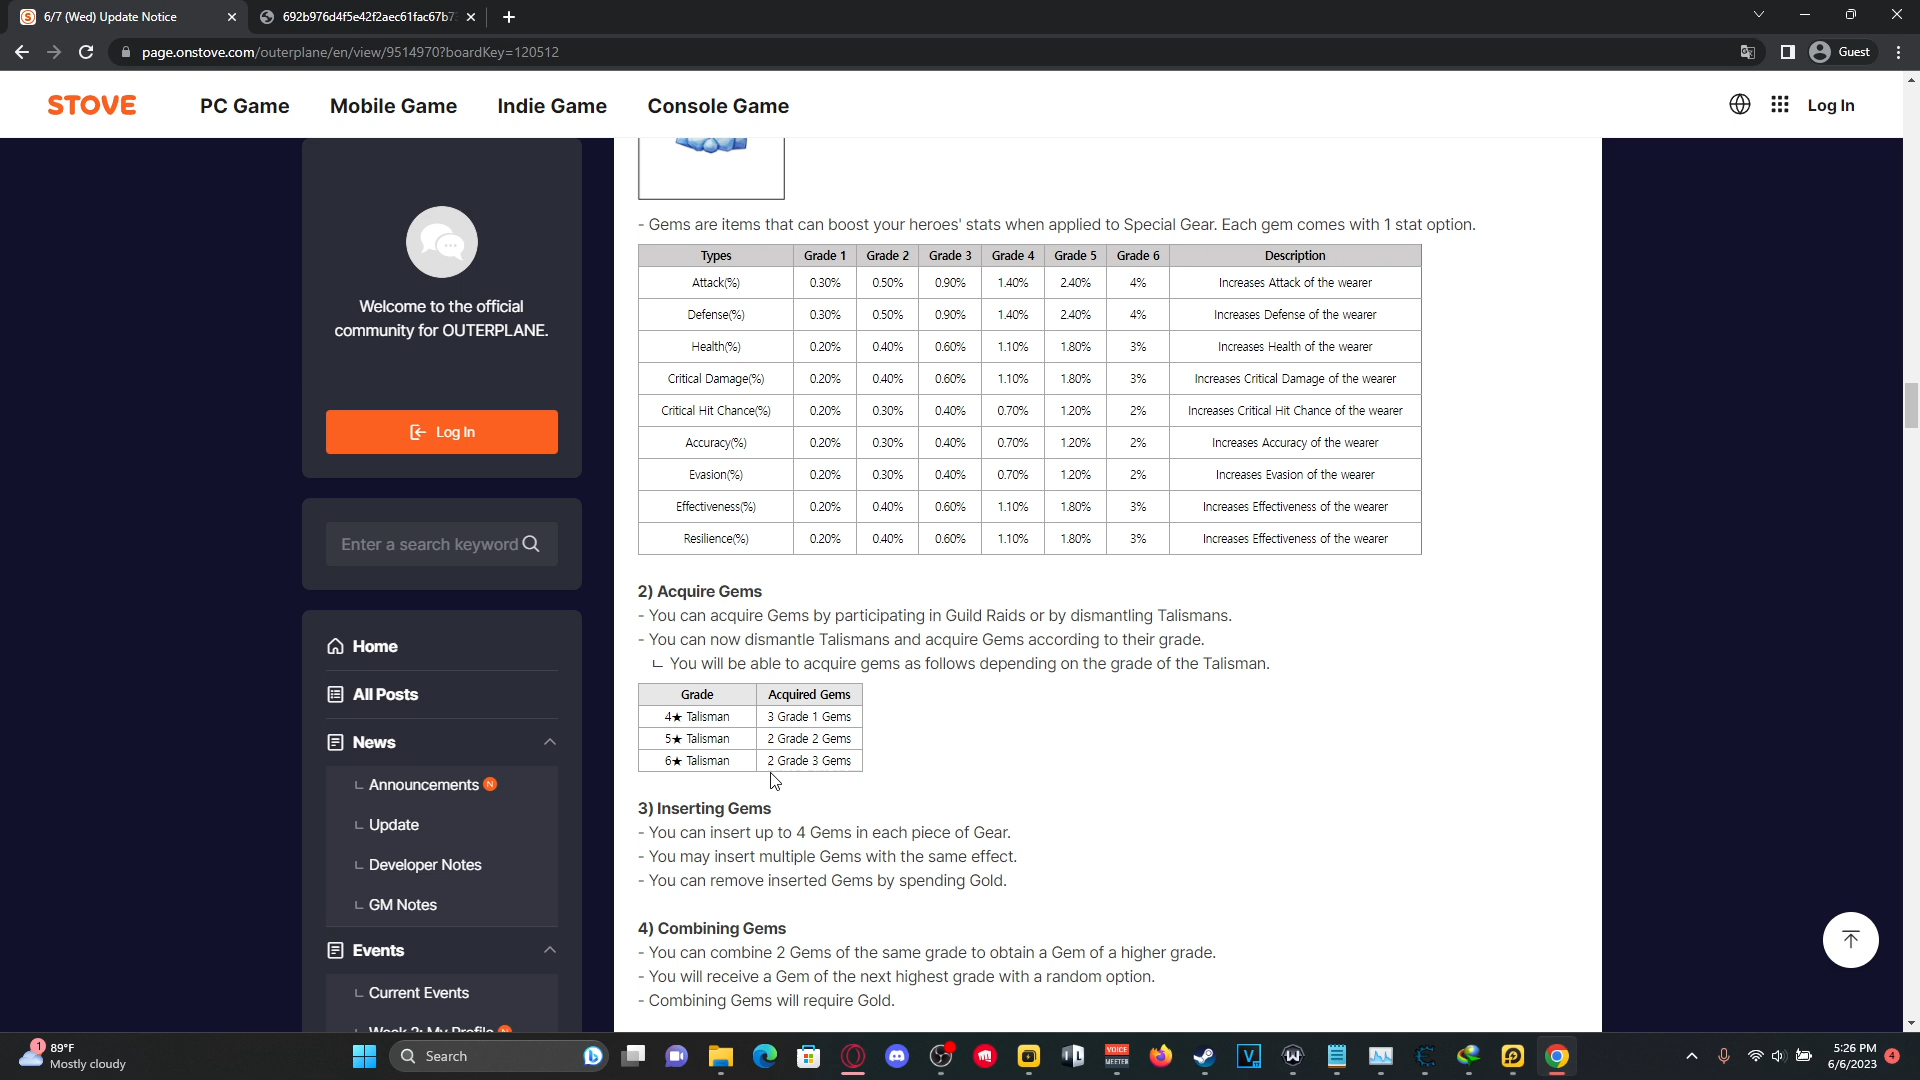 6/7 (Wed) Update Notice
692b976d4f5e42f2aec61fac67b7
page.onstove.com/outerplane/en/view/9514970?boardKey=120512
Guest
STOVE PC Game Mobile Game Indie Game Console Game Log In
Welcome to the official
community for OUTERPLANE.
Log In
Enter a search keyword
Home
All Posts
News
Announcements N
Update
Developer Notes
GM Notes
Events
Current Events
Week 2: My Profile
- Gems are items that can boost your heroes' stats when applied to Special Gear. Each gem comes with 1 stat option.
Types Grade 1 Grade 2 Grade 3 Grade 4 Grade 5 Grade 6 Description
Attack(%) 0.30% 0.50% 0.90% 1.40% 2.40% 4% Increases Attack of the wearer
Defense(%) 0.30% 0.50% 0.90% 1.40% 2.40% 4% Increases Defense of the wearer
Health(%) 0.20% 0.40% 0.60% 1.10% 1.80% 3% Increases Health of the wearer
Critical Damage(%) 0.20% 0.40% 0.60% 1.10% 1.80% 3% Increases Critical Damage of the wearer
Critical Hit Chance(%) 0.20% 0.30% 0.40% 0.70% 1.20% 2% Increases Critical Hit Chance of the wearer
Accuracy(%) 0.20% 0.30% 0.40% 0.70% 1.20% 2% Increases Accuracy of the wearer
Evasion(%) 0.20% 0.30% 0.40% 0.70% 1.20% 2% Increases Evasion of the wearer
Effectiveness(%) 0.20% 0.40% 0.60% 1.10% 1.80% 3% Increases Effectiveness of the wearer
Resilience(%) 0.20% 0.40% 0.60% 1.10% 1.80% 3% Increases Effectiveness of the wearer
2) Acquire Gems
- You can acquire Gems by participating in Guild Raids or by dismantling Talismans.
- You can now dismantle Talismans and acquire Gems according to their grade.
ㄴ You will be able to acquire gems as follows depending on the grade of the Talisman.
Grade Acquired Gems
4★ Talisman 3 Grade 1 Gems
5★ Talisman 2 Grade 2 Gems
6★ Talisman 2 Grade 3 Gems
3) Inserting Gems
- You can insert up to 4 Gems in each piece of Gear.
- You may insert multiple Gems with the same effect.
- You can remove inserted Gems by spending Gold.
4) Combining Gems
- You can combine 2 Gems of the same grade to obtain a Gem of a higher grade.
- You will receive a Gem of the next highest grade with a random option.
- Combining Gems will require Gold.
1
89°F
Mostly cloudy
Search
VOICE
MEETER
5:26 PM
6/6/2023
4